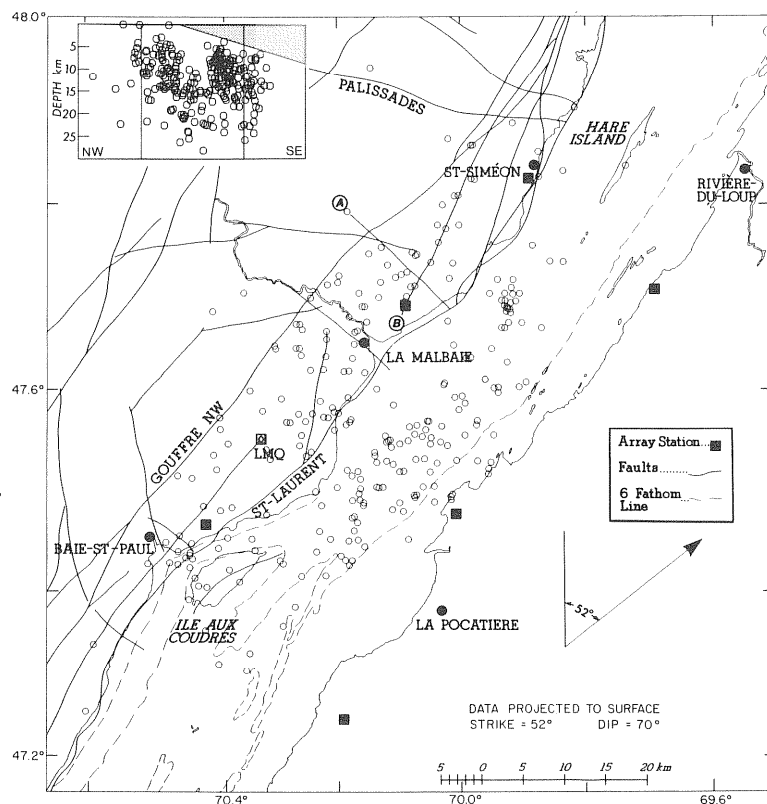 48.0°
5
10
15
20
25
DEPTH km
NW
SE
PALISSADES
HARE
ISLAND
ST-SIMÉON
RIVIÈRE-
DU-LOUP
A
B
LA MALBAIE
47.6°
GOUFFRE NW
LMQ
ST-LAURENT
Array Station
Faults
6 Fathom
Line
BAIE-ST-PAUL
52°
ILE AUX
COUDRES
LA POCATIERE
DATA PROJECTED TO SURFACE
STRIKE = 52° DIP = 70°
47.2°
5 0 5 10 15 20 km
70.4 70.0 69.6